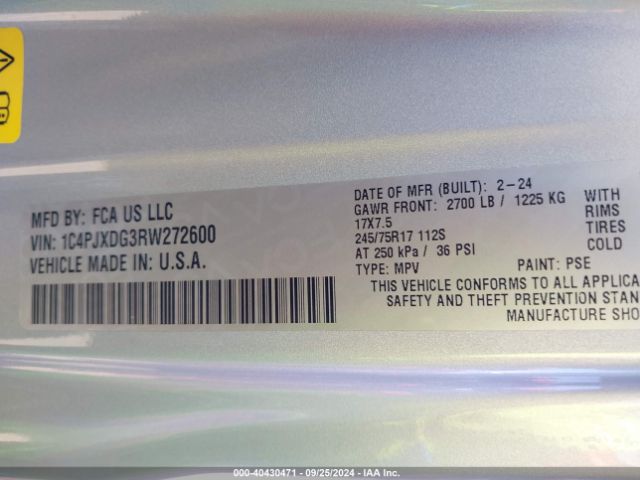 MFD BY: FCA US LLC
VIN: 1C4PJXDG3RW272600
VEHICLE MADE IN: U.S.A.
DATE OF MFR (BUILT): 2-24
GAWR FRONT: 2700 LB / 1225 KG WITH
17X7.5 RIMS
245/75R17 112S TIRES
AT 250 kPa / 36 PSI COLD
TYPE: MPV PAINT: PSE
THIS VEHICLE CONFORMS TO ALL APPLICA
SAFETY AND THEFT PREVENTION STAN
MANUFACTURE SHO
000-40430471 - 09/25/2024 - IAA Inc.